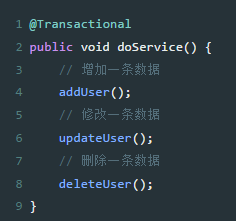 1 @Transactional
2 public void doService() {
3 // 增加一条数据
4 addUser();
5 // 修改一条数据
6 updateUser();
7 // 删除一条数据
8 deleteUser();
9 }